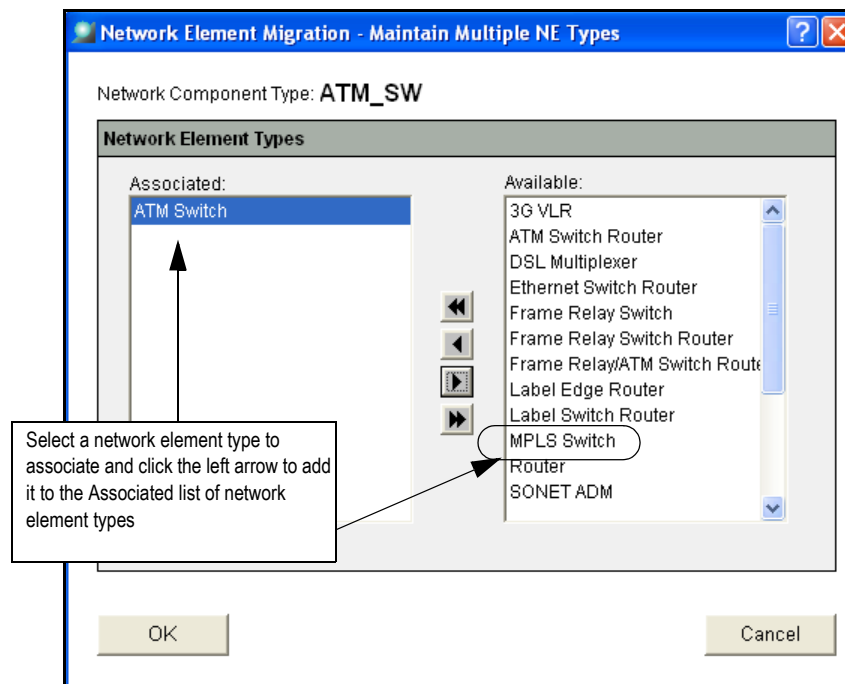 Network Element Migration - Maintain Multiple NE Types
Network Component Type: ATM_SW
Network Element Types
Associated:
ATM Switch
Available:
3G VLR
ATM Switch Router
DSL Multiplexer
Ethernet Switch Router
Frame Relay Switch
Frame Relay Switch Router
Frame Relay/ATM Switch Route
Label Edge Router
Label Switch Router
MPLS Switch
Router
SONET ADM
Select a network element type to
associate and click the left arrow to add
it to the Associated list of network
element types
OK
Cancel